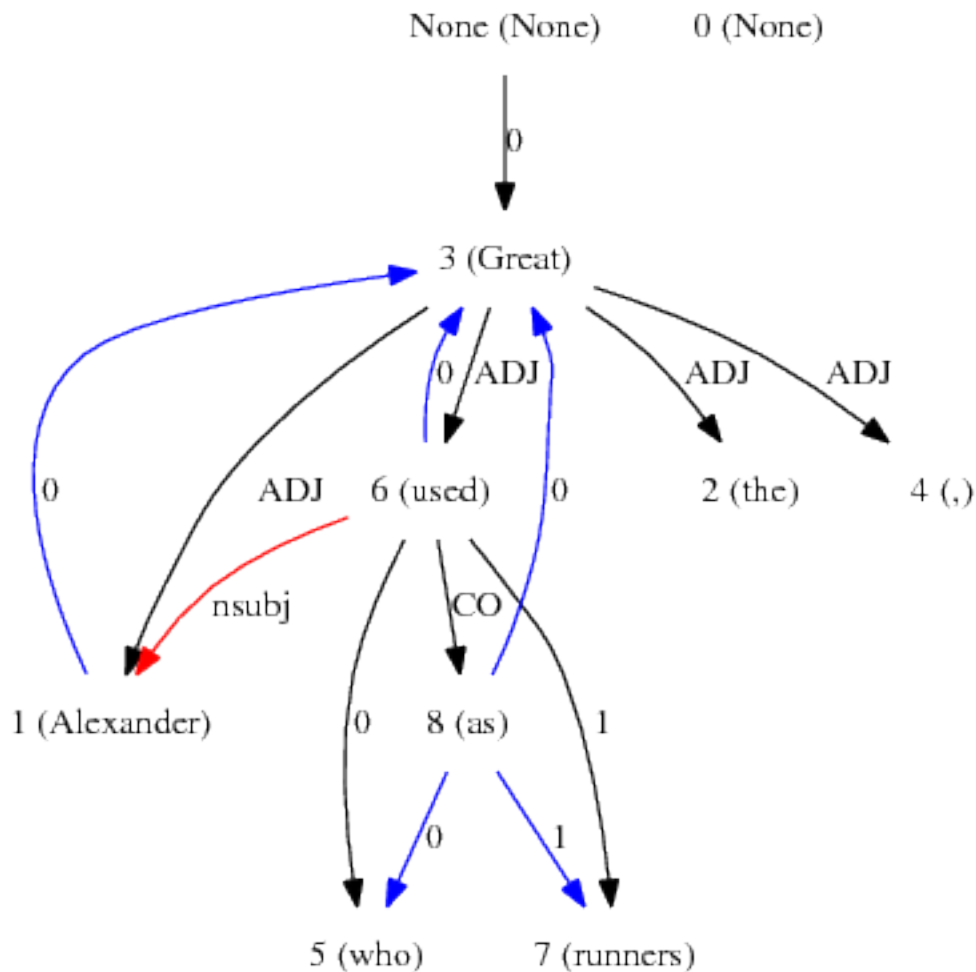 None (None) 0 (None)
0
3 (Great)
0 ADJ ADJ ADJ
0 ADJ 6 (used) 0 2 (the) 4 (,)
nsubj CO
1 (Alexander) 0 8 (as) 1
0 1
5 (who) 7 (runners)